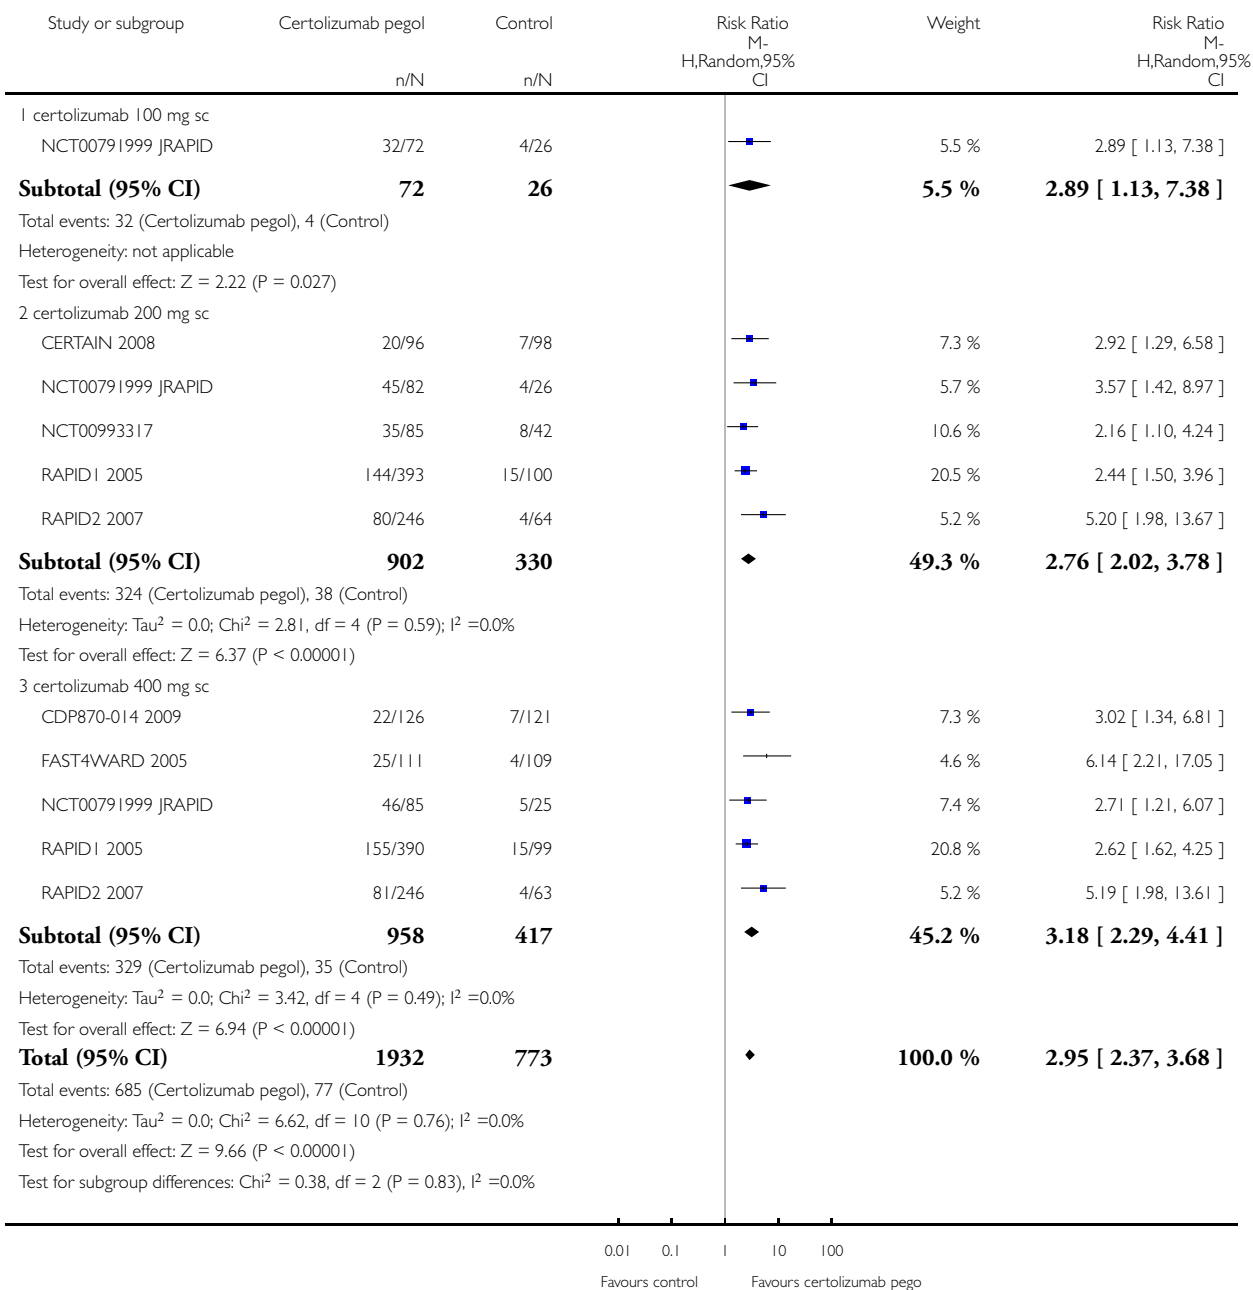 Study or subgroup Certolizumab pegol Control Risk Ratio Weight Risk Ratio
M- M-
H,Random,95% H,Random,95%
n/N n/N CI CI
1 certolizumab 100 mg sc
NCT00791999 JRAPID 32/72 4/26 5.5 % 2.89 [ 1.13, 7.38 ]
Subtotal (95% CI) 72 26 5.5 % 2.89 [ 1.13, 7.38 ]
Total events: 32 (Certolizumab pegol), 4 (Control)
Heterogeneity: not applicable
Test for overall effect: Z = 2.22 (P = 0.027)
2 certolizumab 200 mg sc
CERTAIN 2008 20/96 7/98 7.3 % 2.92 [ 1.29, 6.58 ]
NCT00791999 JRAPID 45/82 4/26 5.7 % 3.57 [ 1.42, 8.97 ]
NCT00993317 35/85 8/42 10.6 % 2.16 [ 1.10, 4.24 ]
RAPID1 2005 144/393 15/100 20.5 % 2.44 [ 1.50, 3.96 ]
RAPID2 2007 80/246 4/64 5.2 % 5.20 [ 1.98, 13.67 ]
Subtotal (95% CI) 902 330 49.3 % 2.76 [ 2.02, 3.78 ]
Total events: 324 (Certolizumab pegol), 38 (Control)
Heterogeneity: Tau² = 0.0; Chi² = 2.81, df = 4 (P = 0.59); I² =0.0%
Test for overall effect: Z = 6.37 (P < 0.00001)
3 certolizumab 400 mg sc
CDP870-014 2009 22/126 7/121 7.3 % 3.02 [ 1.34, 6.81 ]
FAST4WARD 2005 25/111 4/109 4.6 % 6.14 [ 2.21, 17.05 ]
NCT00791999 JRAPID 46/85 5/25 7.4 % 2.71 [ 1.21, 6.07 ]
RAPID1 2005 155/390 15/99 20.8 % 2.62 [ 1.62, 4.25 ]
RAPID2 2007 81/246 4/63 5.2 % 5.19 [ 1.98, 13.61 ]
Subtotal (95% CI) 958 417 45.2 % 3.18 [ 2.29, 4.41 ]
Total events: 329 (Certolizumab pegol), 35 (Control)
Heterogeneity: Tau² = 0.0; Chi² = 3.42, df = 4 (P = 0.49); I² =0.0%
Test for overall effect: Z = 6.94 (P < 0.00001)
Total (95% CI) 1932 773 100.0 % 2.95 [ 2.37, 3.68 ]
Total events: 685 (Certolizumab pegol), 77 (Control)
Heterogeneity: Tau² = 0.0; Chi² = 6.62, df = 10 (P = 0.76); I² =0.0%
Test for overall effect: Z = 9.66 (P < 0.00001)
Test for subgroup differences: Chi² = 0.38, df = 2 (P = 0.83), I² =0.0%
0.01 0.1 1 10 100
Favours control Favours certolizumab pego